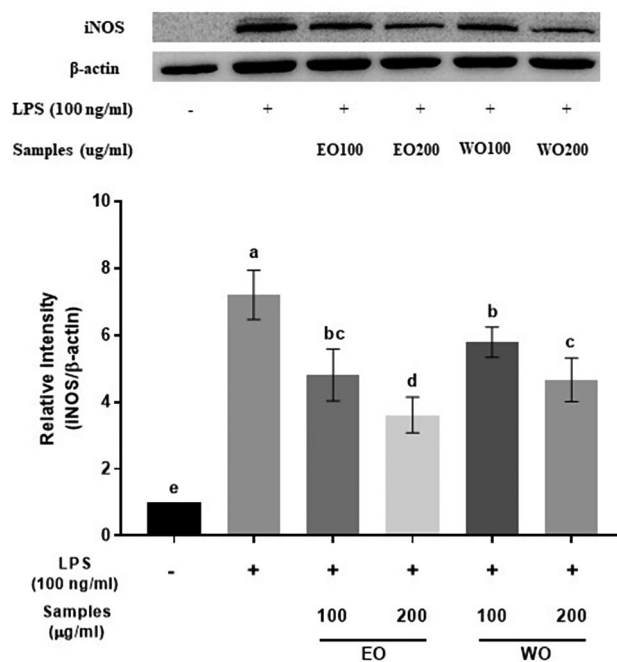 iNOS
β-actin
LPS (100 ng/ml) - + + + + +
Samples (ug/ml) EO100 EO200 WO100 WO200
Relative Intensity
(iNOS/β-actin)
10
8
6
4
2
0
e a bc d b c
LPS
(100 ng/ml) - + + + + +
Samples
(μg/ml) 100 200 100 200
EO WO